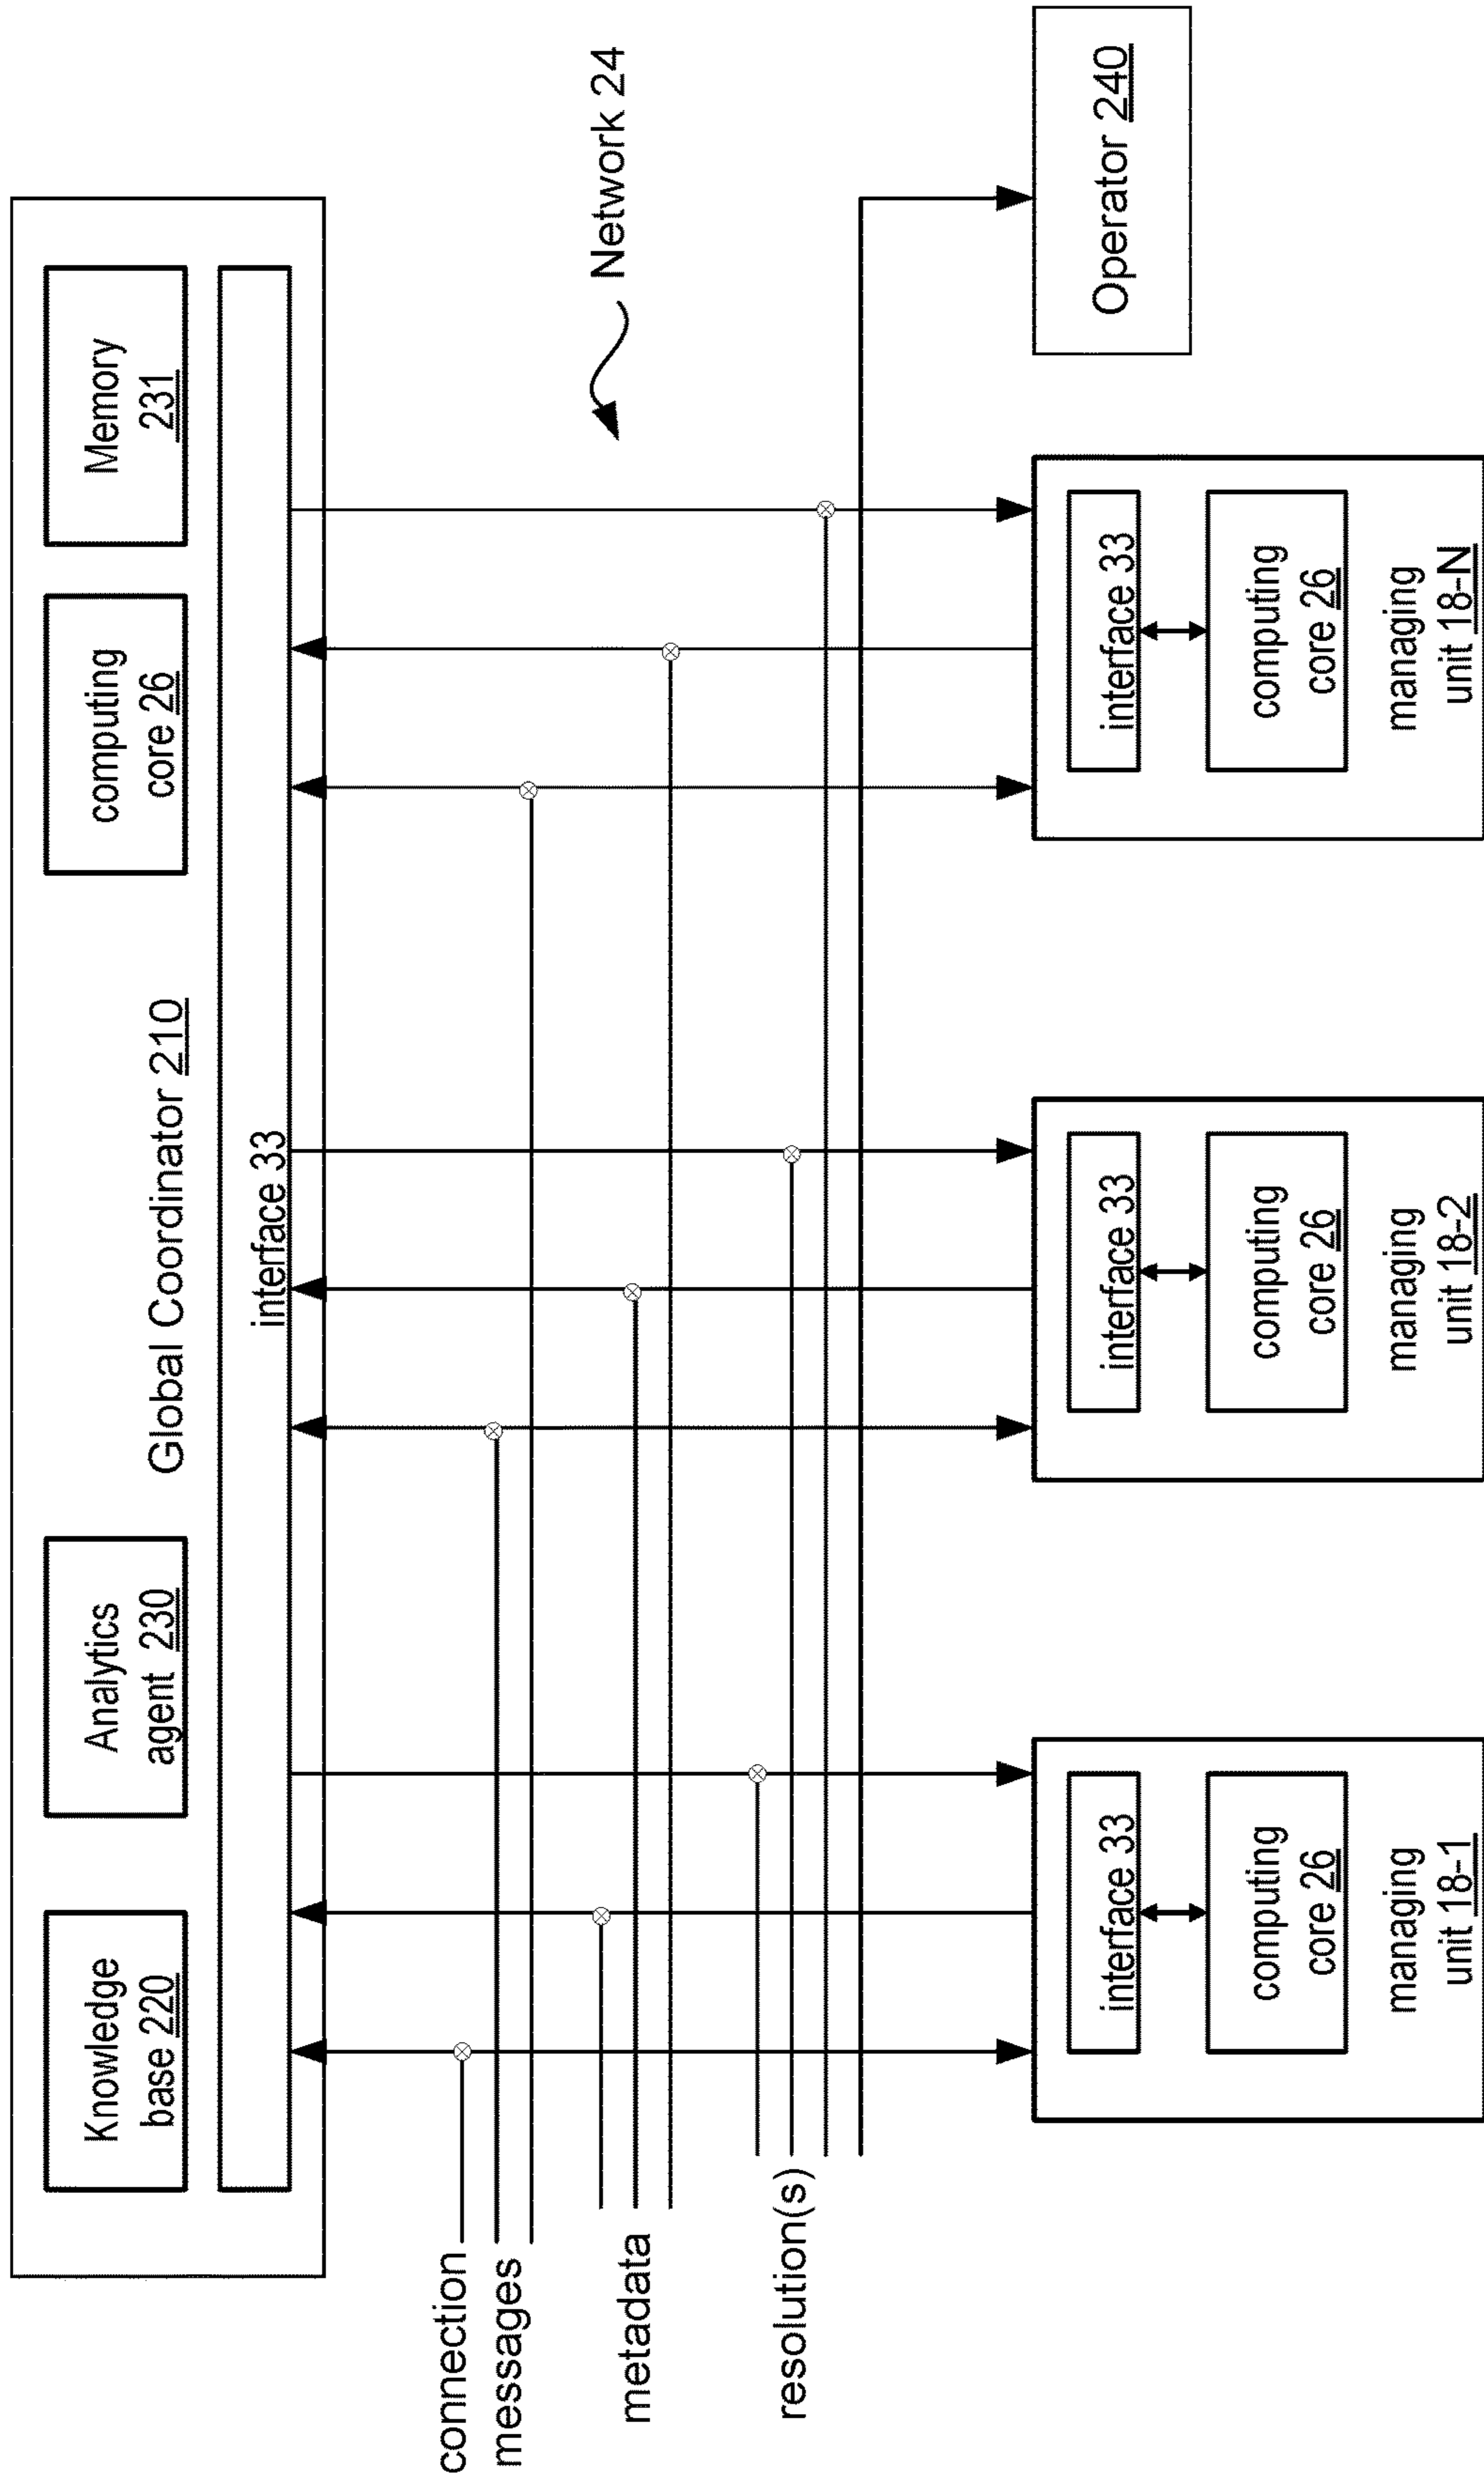 Knowledge
base 220
Analytics
agent 230
Global Coordinator 210
computing
core 26
Memory
231
interface 33
connection
messages
metadata
resolution(s)
Network 24
interface 33
computing
core 26
managing
unit 18-1
interface 33
computing
core 26
managing
unit 18-2
interface 33
computing
core 26
managing
unit 18-N
Operator 240